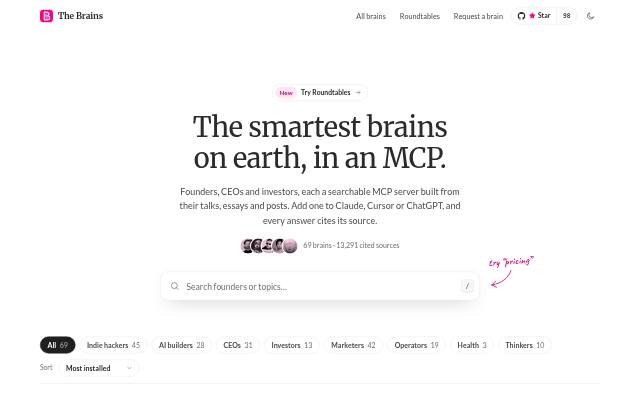 The Brains
All brains Roundtables Request a brain Star 98
New Try Roundtables →
The smartest brains
on earth, in an MCP.
Founders, CEOs and investors, each a searchable MCP server built from
their talks, essays and posts. Add one to Claude, Cursor or ChatGPT, and
every answer cites its source.
69 brains · 13,291 cited sources
try "pricing"
Search founders or topics... /
All 69 Indie hackers 45 AI builders 28 CEOs 31 Investors 13 Marketers 42 Operators 19 Health 3 Thinkers 10
Sort Most installed